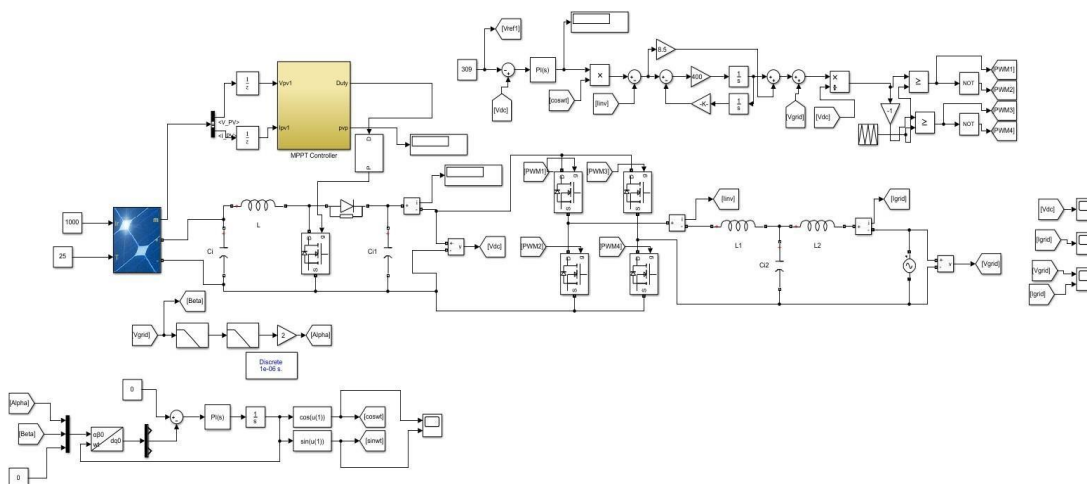 [Vref1]
309
PI(s)
×
[Vdc]
[coswt]
[Iinv]
8.5
400
1
s
-K-
1
s
[Vgrid]
×
÷
[Vdc]
-1
≥
≥
NOT
NOT
[PWM1]
[PWM2]
[PWM3]
[PWM4]
1
z
1
z
<V_PV>
Vpv1
Ipv1
Duty
pvp
MPPT Controller
D
P
1000
25
Ci
L
Ci1
[Vdc]
[PWM1]
[PWM3]
[PWM2]
[PWM4]
[Iinv]
L1
Ci2
L2
[Igrid]
[Vgrid]
[Vdc]
[Igrid]
[Vgrid]
[Igrid]
[Beta]
[Vgrid]
2
[Alpha]
Discrete
1e-06 s.
[Alpha]
[Beta]
0
αβ0
wt
dq0
0
PI(s)
1
s
cos(u(1))
sin(u(1))
[coswt]
[sinwt]